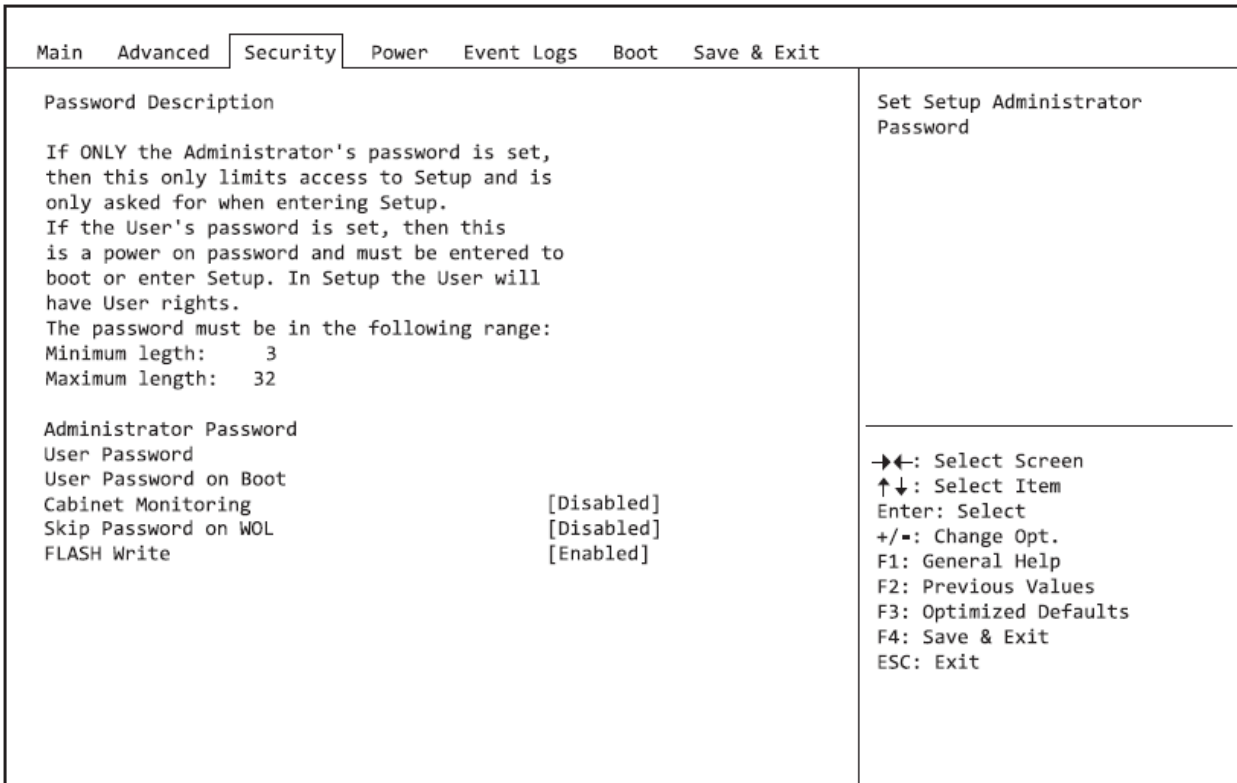 Main Advanced Security Power Event Logs Boot Save & Exit
Password Description
If ONLY the Administrator's password is set,
then this only limits access to Setup and is
only asked for when entering Setup.
If the User's password is set, then this
is a power on password and must be entered to
boot or enter Setup. In Setup the User will
have User rights.
The password must be in the following range:
Minimum legth: 3
Maximum length: 32
Administrator Password
User Password
User Password on Boot
Cabinet Monitoring [Disabled]
Skip Password on WOL [Disabled]
FLASH Write [Enabled]
Set Setup Administrator
Password
→←: Select Screen
↑↓: Select Item
Enter: Select
+/-: Change Opt.
F1: General Help
F2: Previous Values
F3: Optimized Defaults
F4: Save & Exit
ESC: Exit